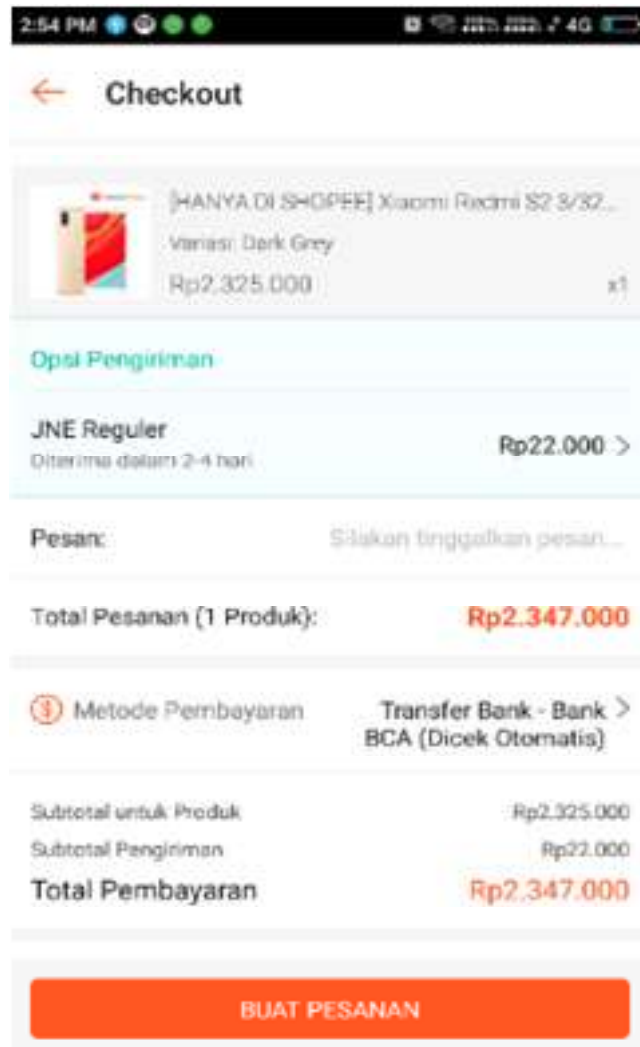 2:54 PM
4G
Checkout
[HANYA DI SHOPEE] Xiaomi Redmi S2 3/32...
Variasi: Dark Grey
Rp2.325.000
x1
Opsi Pengiriman
JNE Reguler
Rp22.000 >
Diterima dalam 2-4 hari
Pesan:
Silakan tinggalkan pesan...
Total Pesanan (1 Produk):
Rp2.347.000
Metode Pembayaran
Transfer Bank - Bank >
BCA (Dicek Otomatis)
Subtotal untuk Produk
Rp2.325.000
Subtotal Pengiriman
Rp22.000
Total Pembayaran
Rp2.347.000
BUAT PESANAN